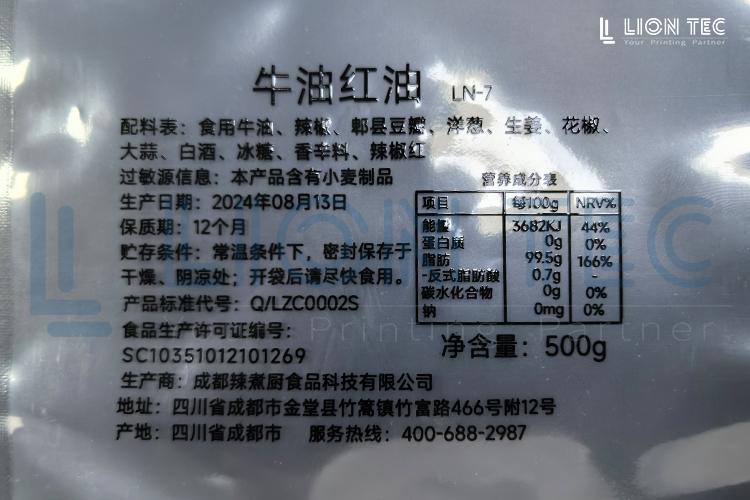 LION TEC
Your Printing Partner
牛油红油 LN-7
配料表：食用牛油、辣椒、郫县豆瓣、洋葱、生姜、花椒、
大蒜、白酒、冰糖、香辛料、辣椒红
过敏源信息：本产品含有小麦制品
生产日期：2024年08月13日
保质期：12个月
贮存条件：常温条件下，密封保存于
干燥、阴凉处；开袋后请尽快食用。
产品标准代号：Q/LZC0002S
食品生产许可证编号：
SC10351012101269
生产商：成都辣煮厨食品科技有限公司
地址：四川省成都市金堂县竹篙镇竹富路466号附12号
产地：四川省成都市 服务热线：400-688-2987
营养成分表
项目 每100g NRV%
能量 3682KJ 44%
蛋白质 0g 0%
脂肪 99.5g 166%
-反式脂肪酸 0.7g -
碳水化合物 0g 0%
钠 0mg 0%
净含量：500g
LION TEC
Your Printing Partner